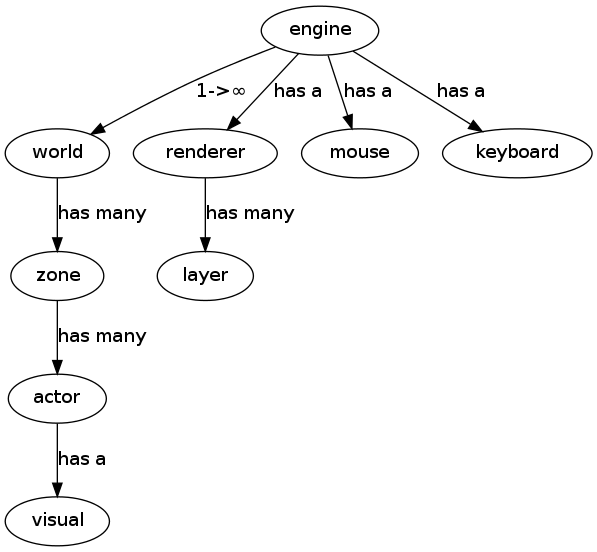 engine
1->∞
has a
has a
has a
world
renderer
mouse
keyboard
has many
has many
zone
layer
has many
actor
has a
visual